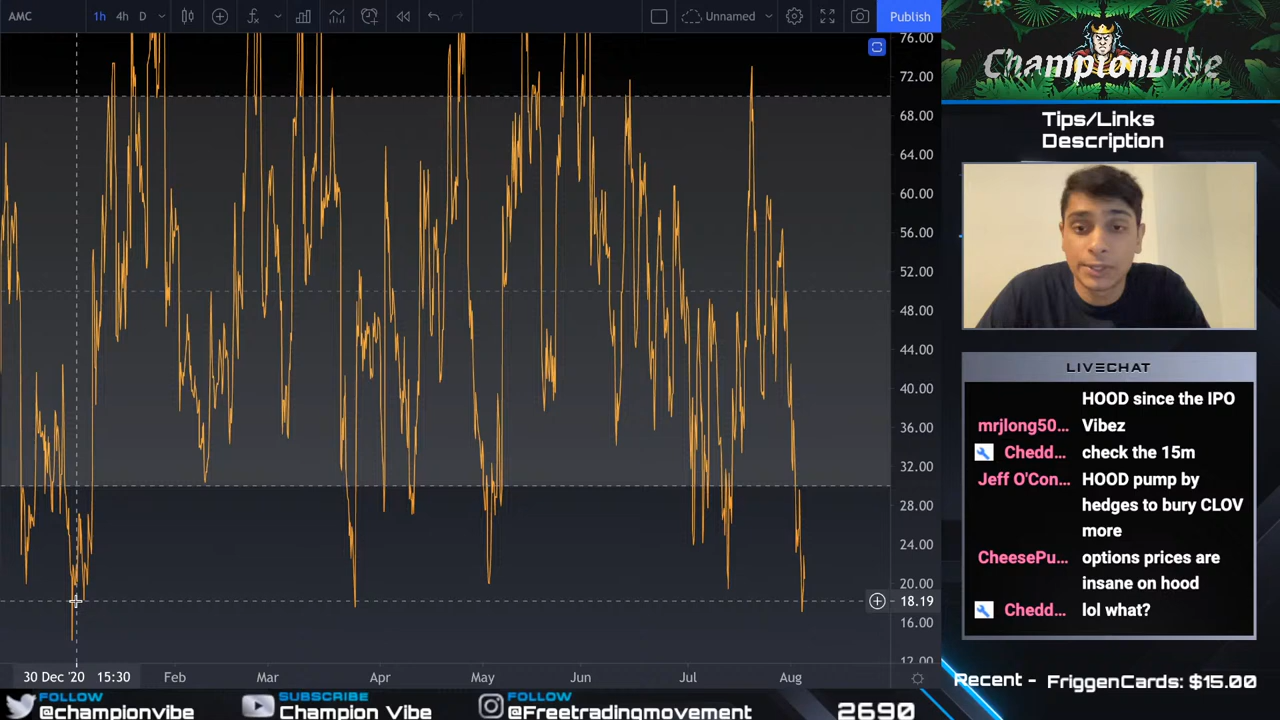 AMC 1h 4h D Unnamed Publish
76.00
72.00
68.00
64.00
60.00
56.00
52.00
48.00
44.00
40.00
36.00
32.00
28.00
24.00
20.00
18.19
16.00
12.00
30 Dec '20 15:30 Feb Mar Apr May Jun Jul Aug
ChampionVibe
Tips/Links
Description
LIVECHAT
HOOD since the IPO
mrjlong50... Vibez
Chedd... check the 15m
Jeff O'Con... HOOD pump by
hedges to bury CLOV
more
CheesePu... options prices are
insane on hood
Chedd... lol what?
Recent - FriggenCards: $15.00
FOLLOW
@championvibe
SUBSCRIBE
Champion Vibe
FOLLOW
@Freetradingmovement
2690